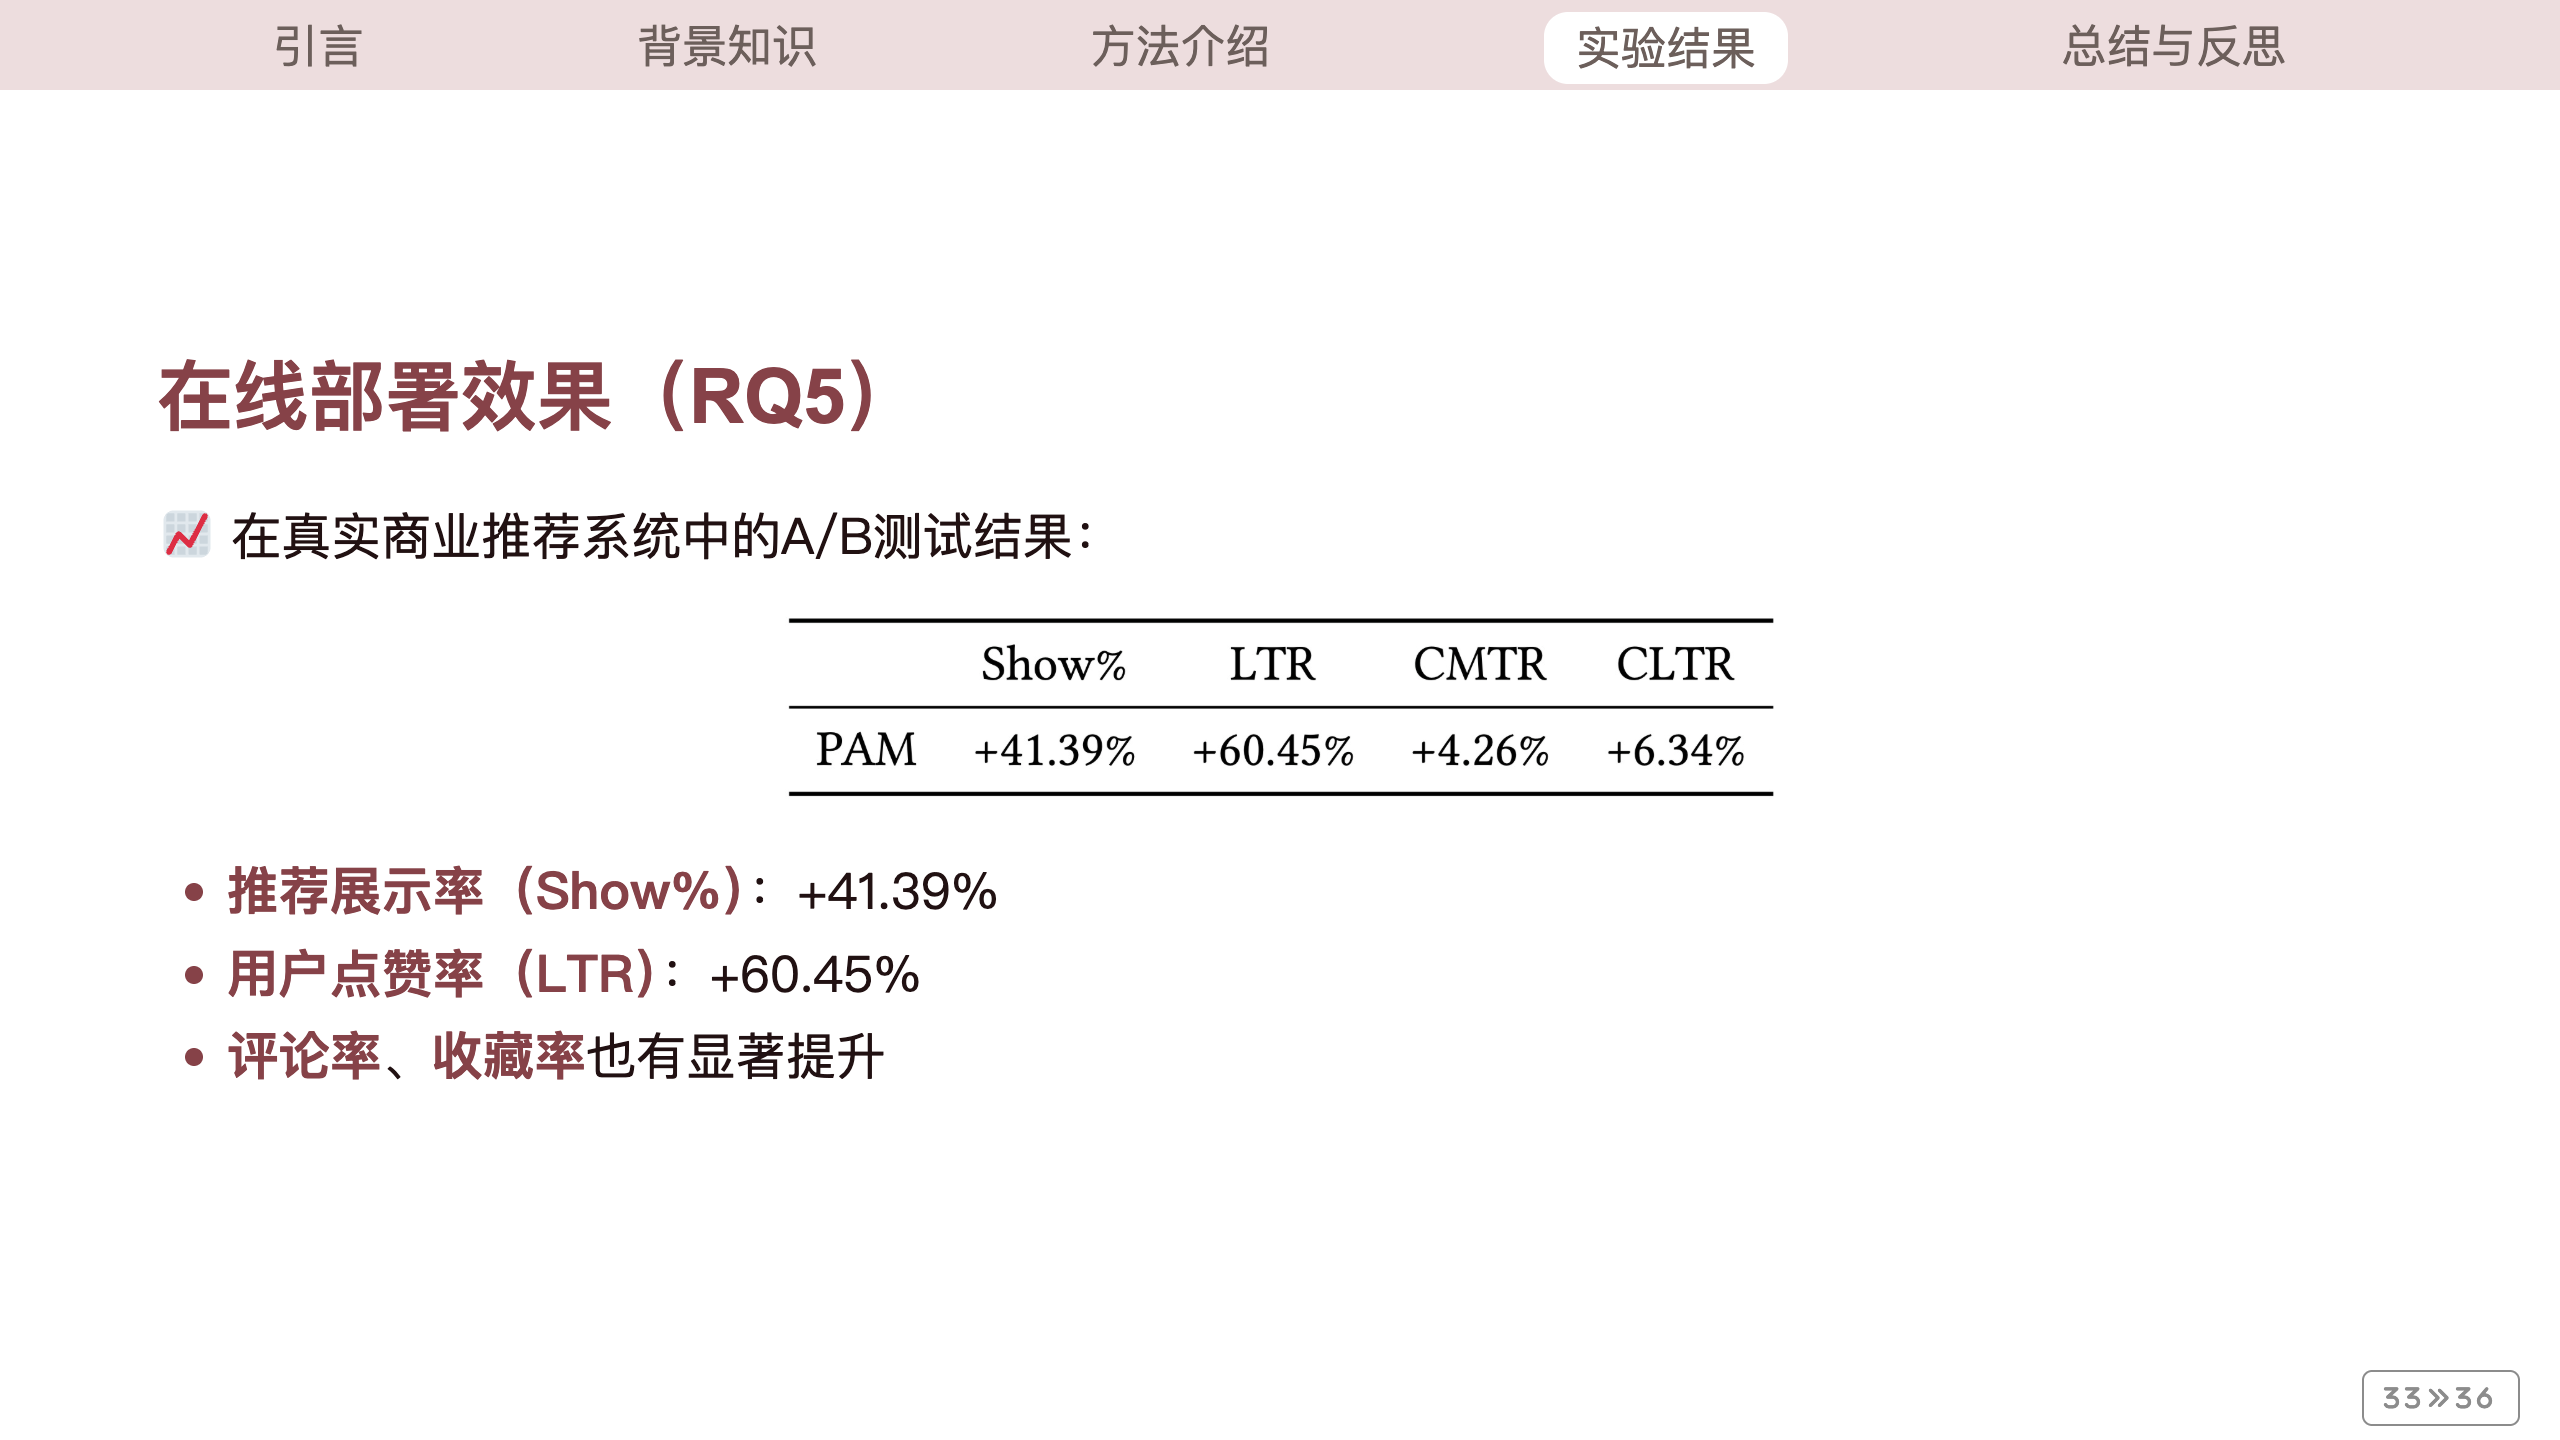 引言 背景知识 方法介绍 实验结果 总结与反思
在线部署效果（RQ5）
在真实商业推荐系统中的A/B测试结果：
Show% LTR CMTR CLTR
PAM +41.39% +60.45% +4.26% +6.34%
• 推荐展示率（Show%）：+41.39%
• 用户点赞率（LTR）：+60.45%
• 评论率、收藏率也有显著提升
33»36